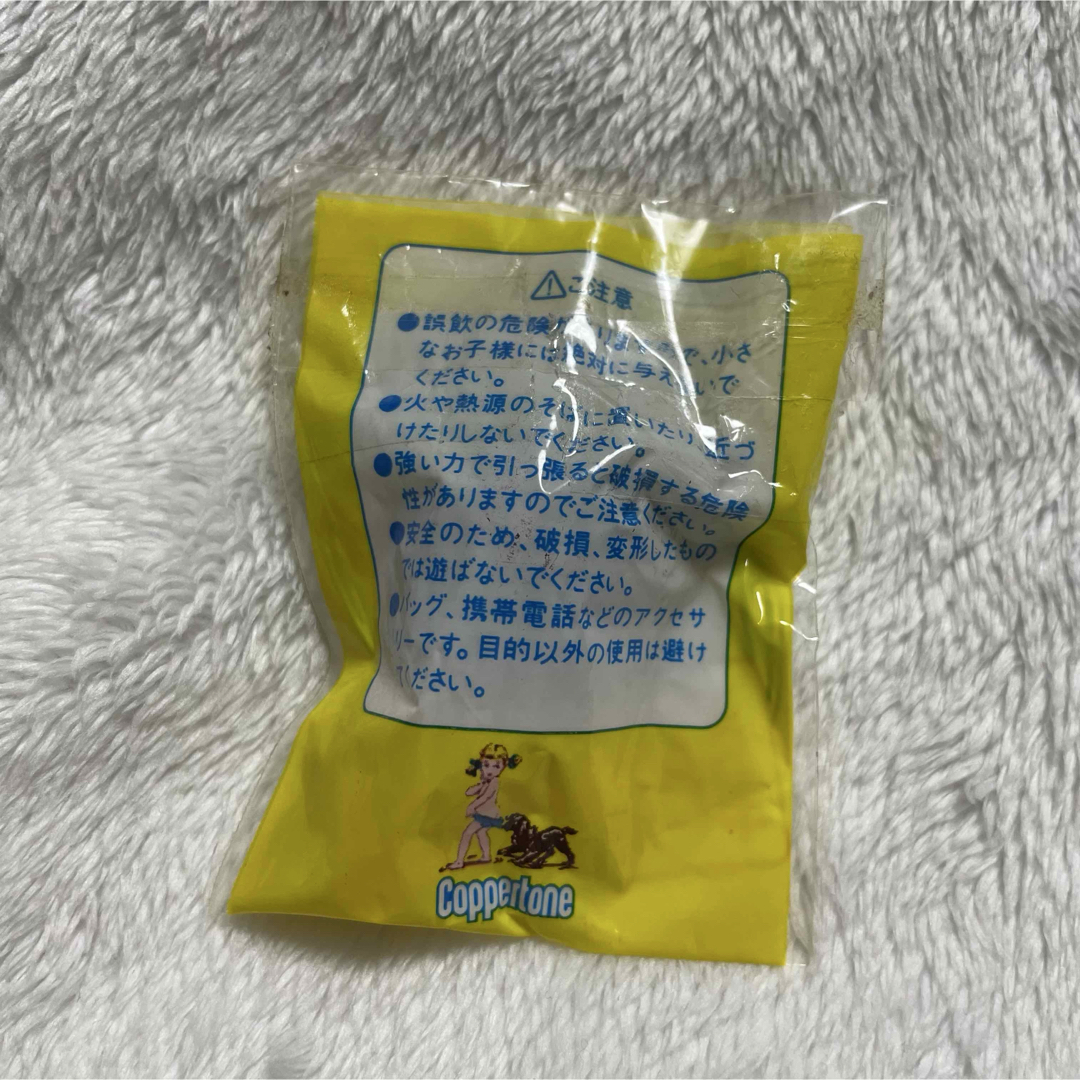 ⚠ご注意
●誤飲の危険がありますので、小さ
なお子様には絶対に与えないで
ください。
●火や熱源のそばに置いたり、近づ
けたりしないでください。
●強い力で引っ張ると破損する危険
性がありますのでご注意ください。
●安全のため、破損、変形したもの
では遊ばないでください。
●バッグ、携帯電話などのアクセサ
リーです。目的以外の使用は避け
てください。
Coppertone